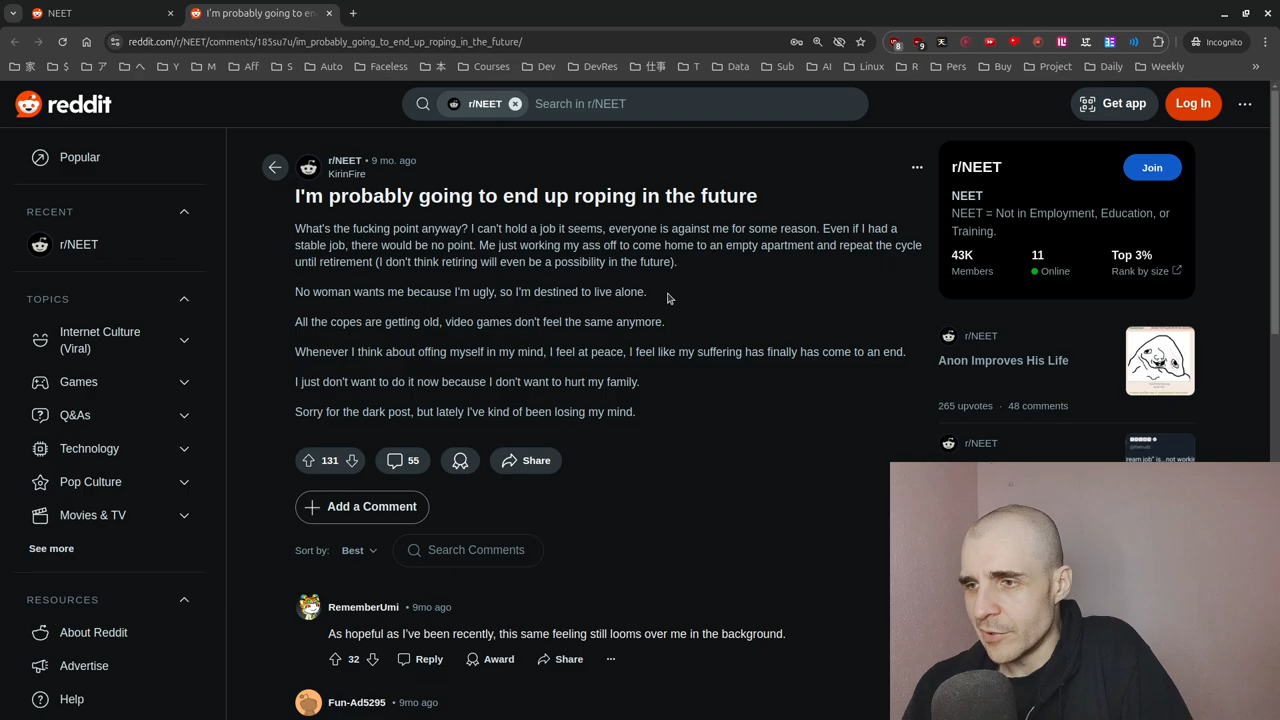 NEET
I'm probably going to en
reddit.com/r/NEET/comments/185su7u/im_probably_going_to_end_up_roping_in_the_future/
Incognito
家 $ ア へ Y M Aff S Auto Faceless 本 Courses Dev DevRes 仕事 T Data Sub AI Linux R Pers Buy Project Daily Weekly
reddit
r/NEET
Search in r/NEET
Get app
Log In
Popular
RECENT
r/NEET
TOPICS
Internet Culture
(Viral)
Games
Q&As
Technology
Pop Culture
Movies & TV
See more
RESOURCES
About Reddit
Advertise
Help
r/NEET • 9 mo. ago
KirinFire
I'm probably going to end up roping in the future
What's the fucking point anyway? I can't hold a job it seems, everyone is against me for some reason. Even if I had a
stable job, there would be no point. Me just working my ass off to come home to an empty apartment and repeat the cycle
until retirement (I don't think retiring will even be a possibility in the future).
No woman wants me because I'm ugly, so I'm destined to live alone.
All the copes are getting old, video games don't feel the same anymore.
Whenever I think about offing myself in my mind, I feel at peace, I feel like my suffering has finally has come to an end.
I just don't want to do it now because I don't want to hurt my family.
Sorry for the dark post, but lately I've kind of been losing my mind.
131
55
Share
Add a Comment
Sort by: Best
Search Comments
RememberUmi • 9mo ago
As hopeful as I've been recently, this same feeling still looms over me in the background.
32 Reply Award Share
Fun-Ad5295 • 9mo ago
r/NEET
Join
NEET
NEET = Not in Employment, Education, or
Training.
43K 11 Top 3%
Members Online Rank by size
r/NEET
Anon Improves His Life
265 upvotes • 48 comments
r/NEET